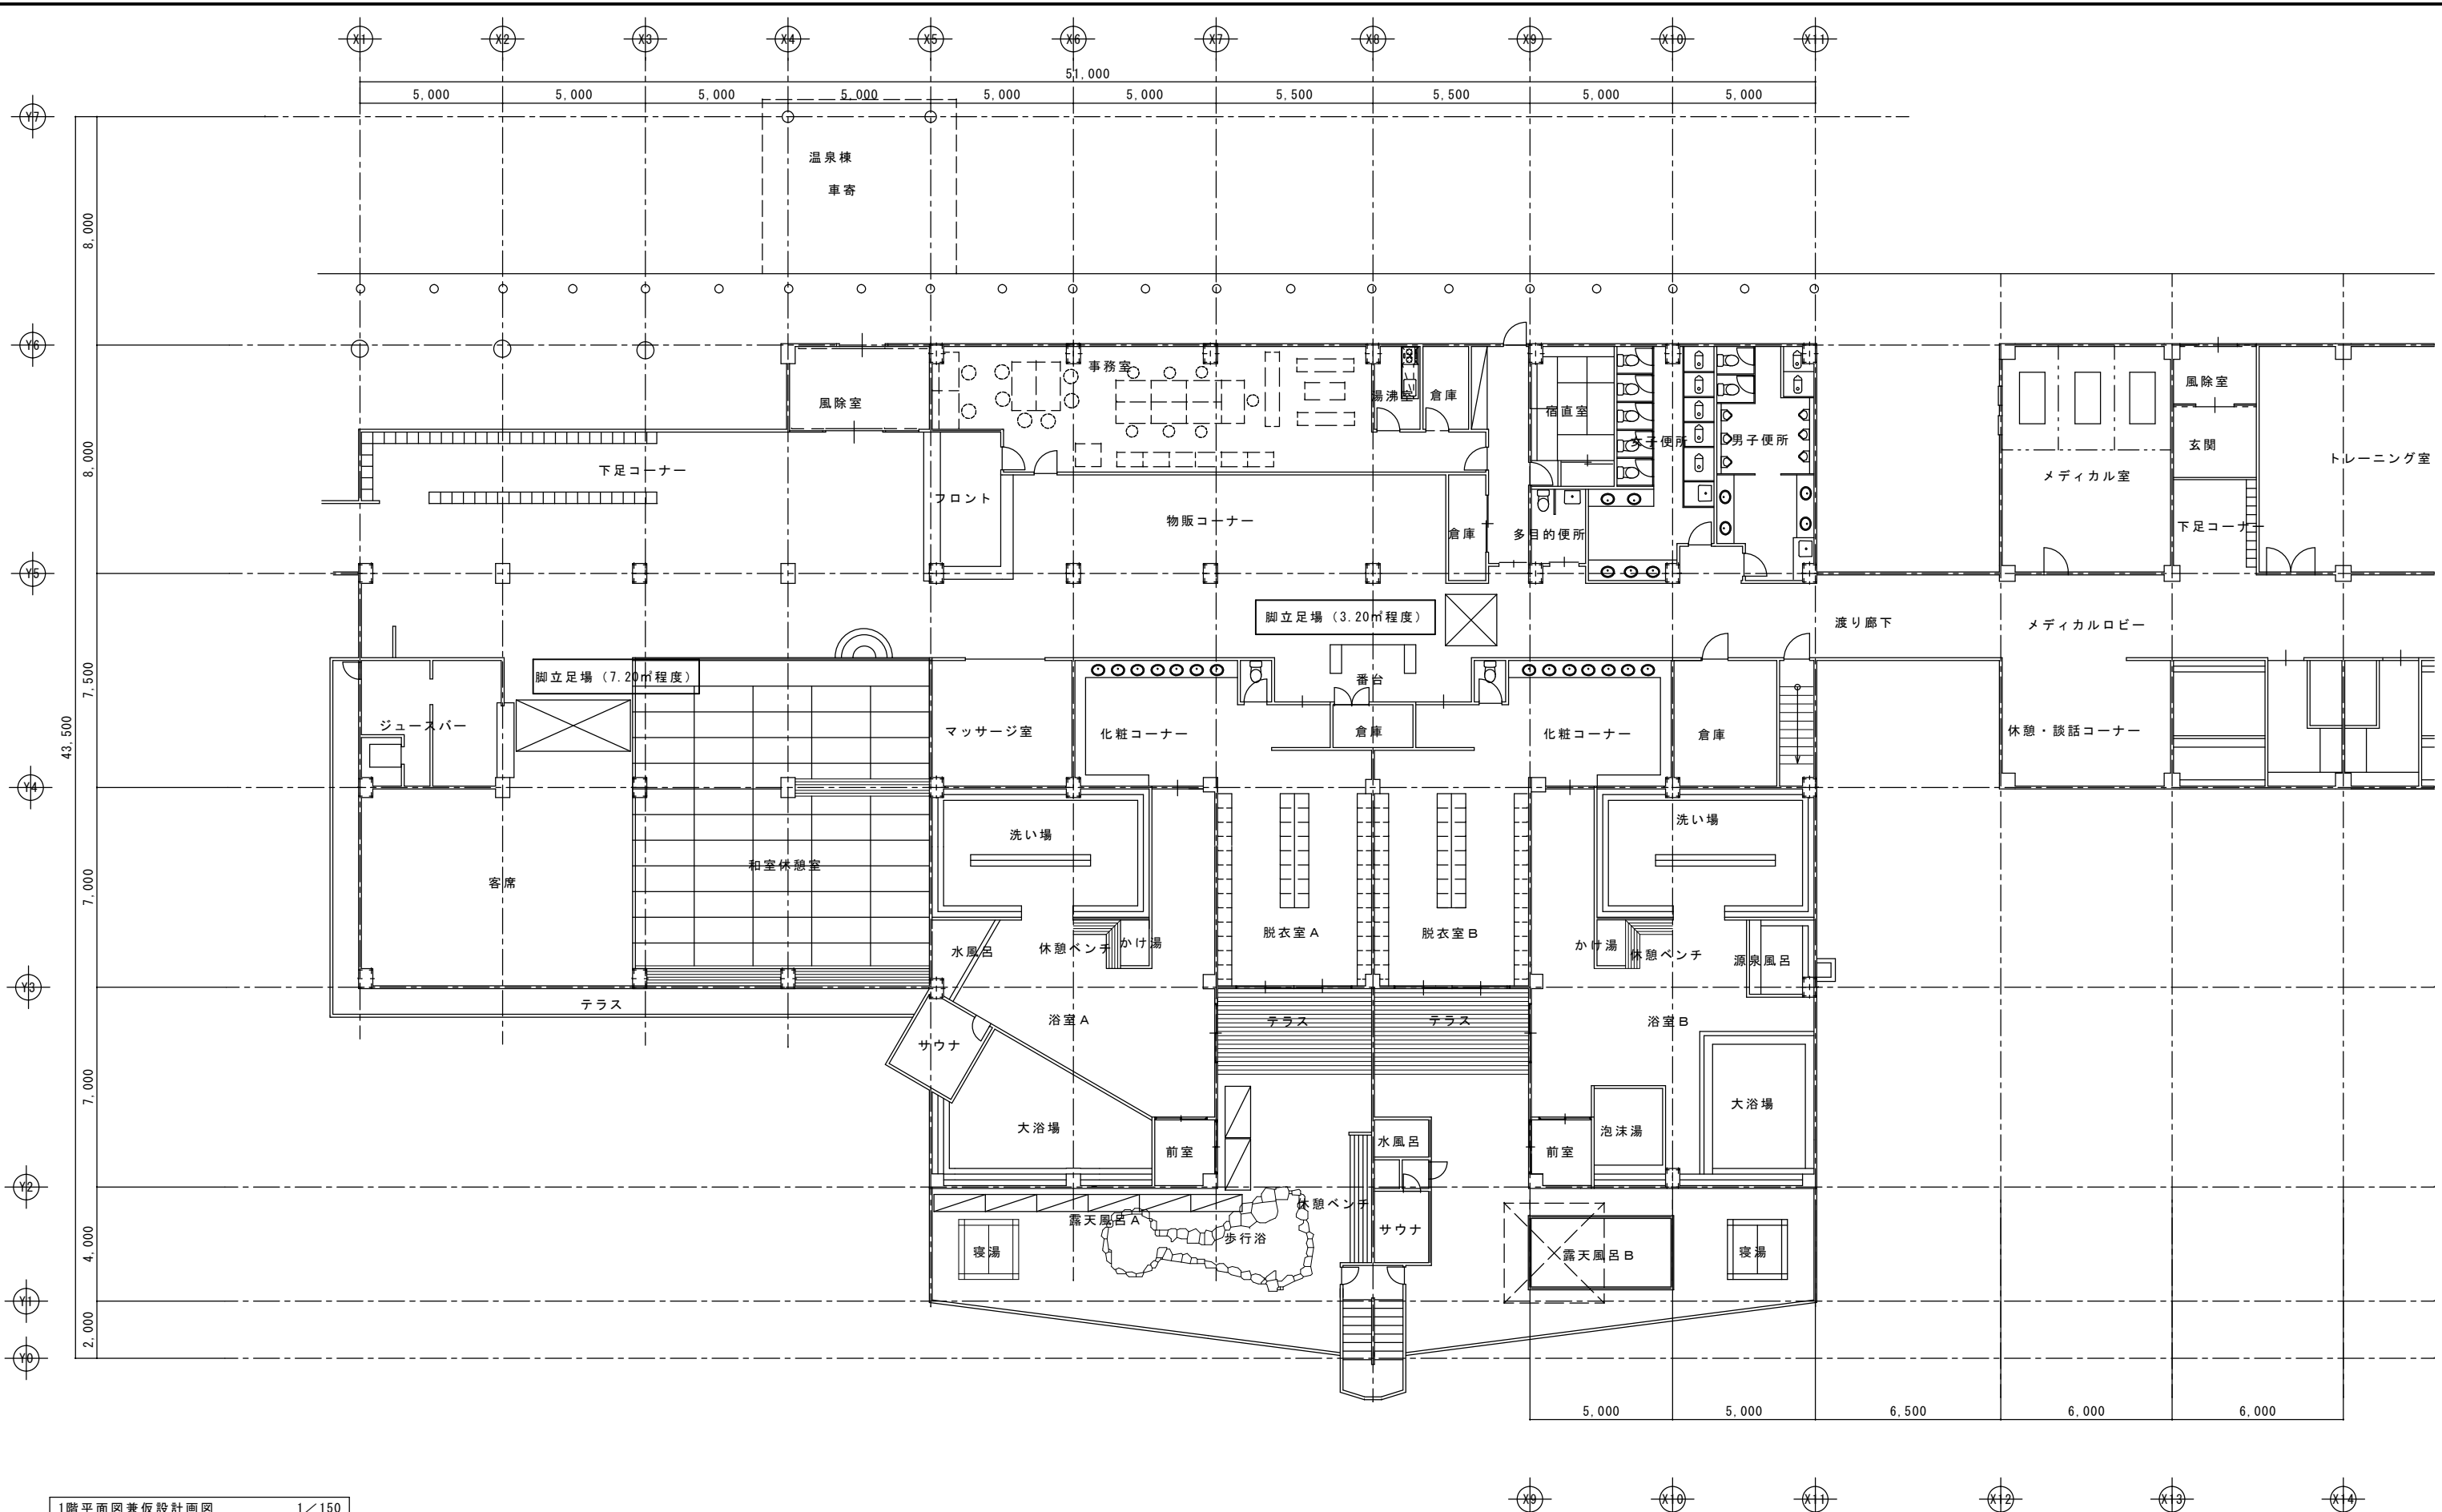 X1 X2 X3 X4 X5 X6 X7 X8 X9 X10 X11
51,000
5,000 5,000 5,000 5,000 5,000 5,000 5,500 5,500 5,000 5,000
Y7
温泉棟
車寄
8,000
Y6
事務室
風除室
湯沸室
倉庫
宿直室
女子便所
男子便所
風除室
玄関
8,000
下足コーナー
トレーニング室
メディカル室
フロント
物販コーナー
倉庫
多目的便所
下足コーナー
Y5
脚立足場（3.20㎡程度）
渡り廊下
メディカルロビー
7,500
脚立足場（7.20㎡程度）
番台
43,500
ジュースバー
マッサージ室
化粧コーナー
倉庫
化粧コーナー
倉庫
休憩・談話コーナー
Y4
洗い場
洗い場
7,000
客席
和室休憩室
脱衣室A
脱衣室B
水風呂
休憩ベンチ
かけ湯
かけ湯
休憩ベンチ
源泉風呂
Y3
テラス
浴室A
テラス
テラス
浴室B
サウナ
7,000
大浴場
大浴場
前室
水風呂
前室
泡沫湯
Y2
休憩ベンチ
露天風呂A
4,000
寝湯
歩行浴
サウナ
露天風呂B
寝湯
Y1
2,000
Y0
5,000 5,000 6,500 6,000 6,000
X9 X10 X11 X12 X13 X14
1階平面図兼仮設計画図 1／150